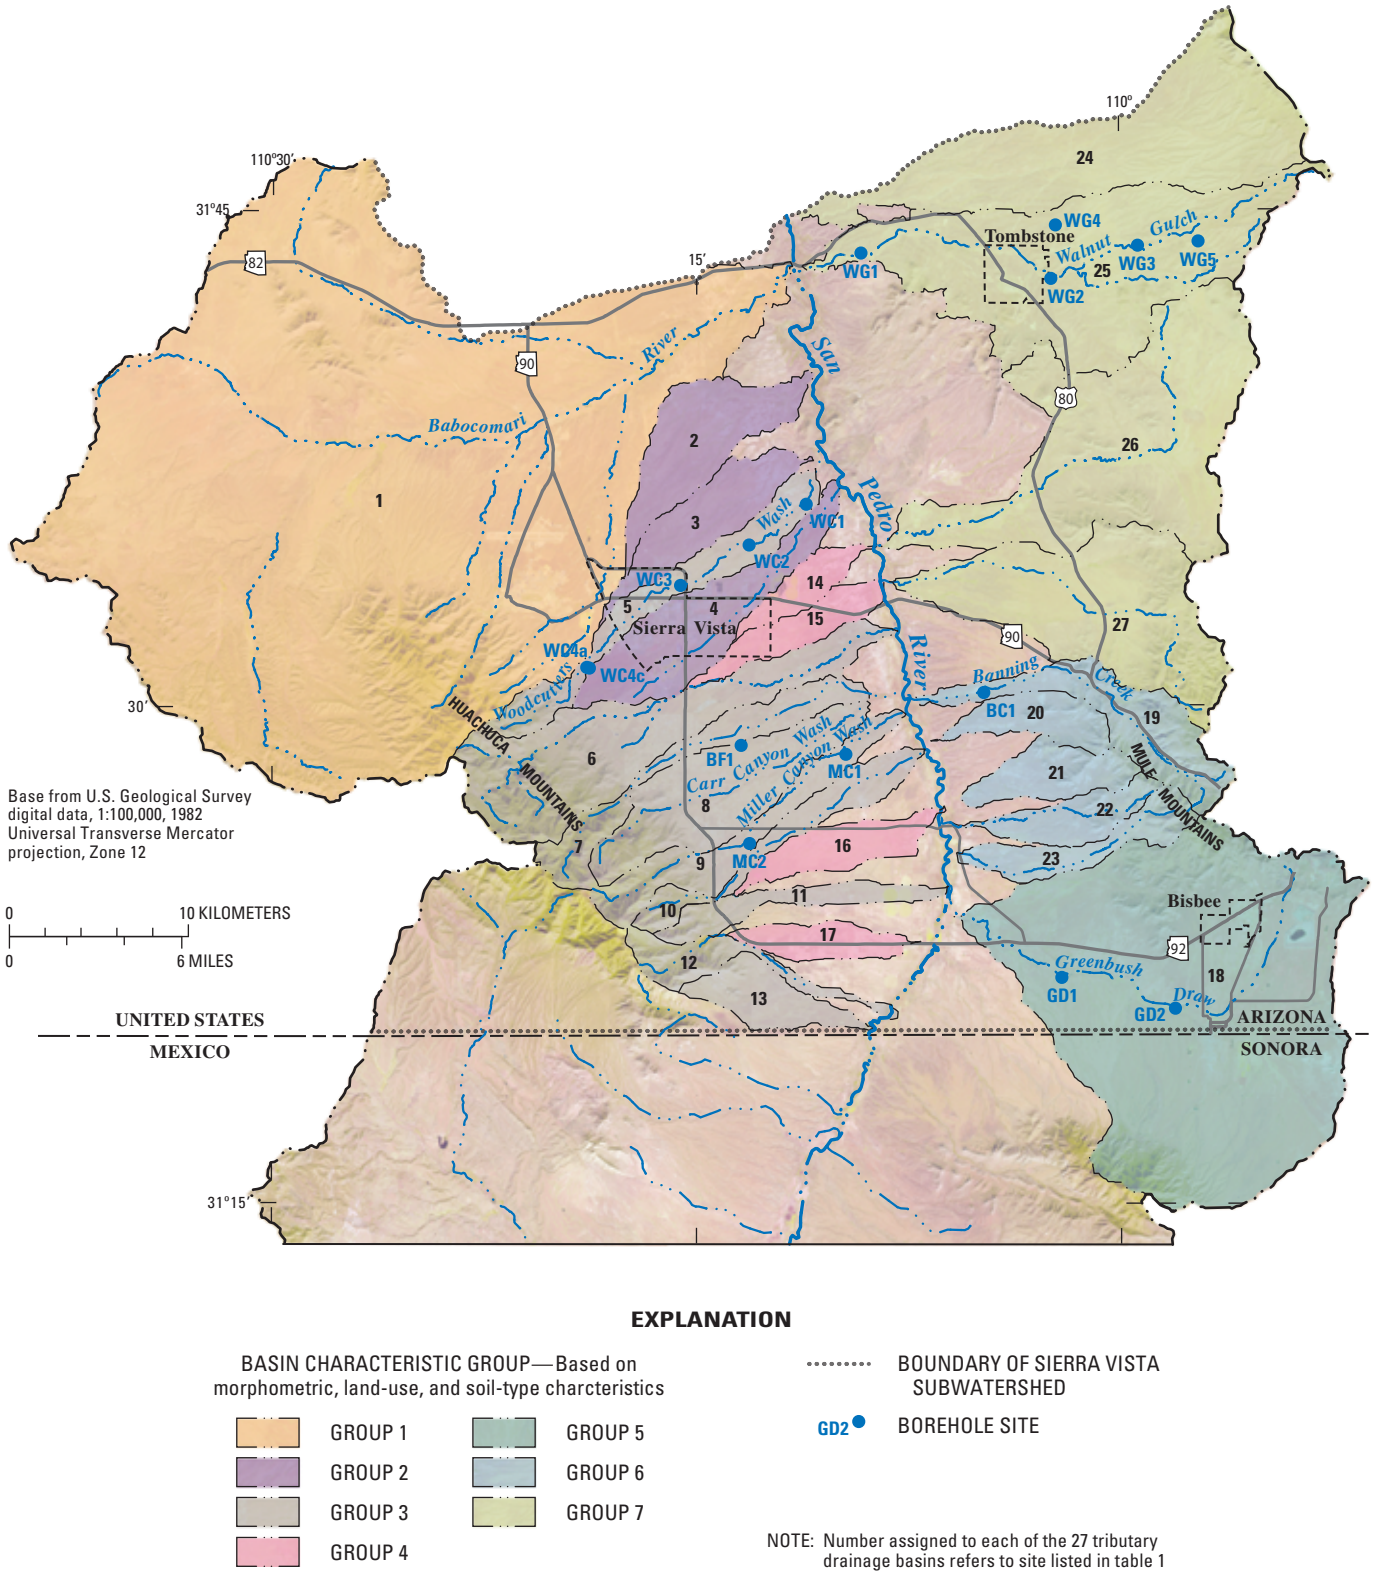 110°
24
110°30'
31°45'
WG4
Gulch
Tombstone
Walnut
WG3
WG5
82
15'
WG1
25
WG2
River
San
90
80
Babocomari
2
26
1
Pedro
3
Wash
WC1
WC2
WC3
14
5
4
15
27
Sierra Vista
90
River
WC4a
WC4c
Banning
Creek
Woodcutters
30'
BC1
20
19
HUACHUCA
MOUNTAINS
6
BF1
Carr Canyon Wash
MC1
Miller Canyon Wash
21
MULE
MOUNTAINS
8
22
Base from U.S. Geological Survey
digital data, 1:100,000, 1982
Universal Transverse Mercator
projection, Zone 12
7
9
MC2
16
23
0 10 KILOMETERS
0 6 MILES
10
11
Bisbee
17
92
12
Greenbush
18
13
GD1
Draw
GD2
UNITED STATES
ARIZONA
MEXICO
SONORA
31°15'
EXPLANATION
BASIN CHARACTERISTIC GROUP—Based on
morphometric, land-use, and soil-type charcteristics
GROUP 1
GROUP 2
GROUP 3
GROUP 4
GROUP 5
GROUP 6
GROUP 7
BOUNDARY OF SIERRA VISTA
SUBWATERSHED
GD2 BOREHOLE SITE
NOTE: Number assigned to each of the 27 tributary
drainage basins refers to site listed in table 1